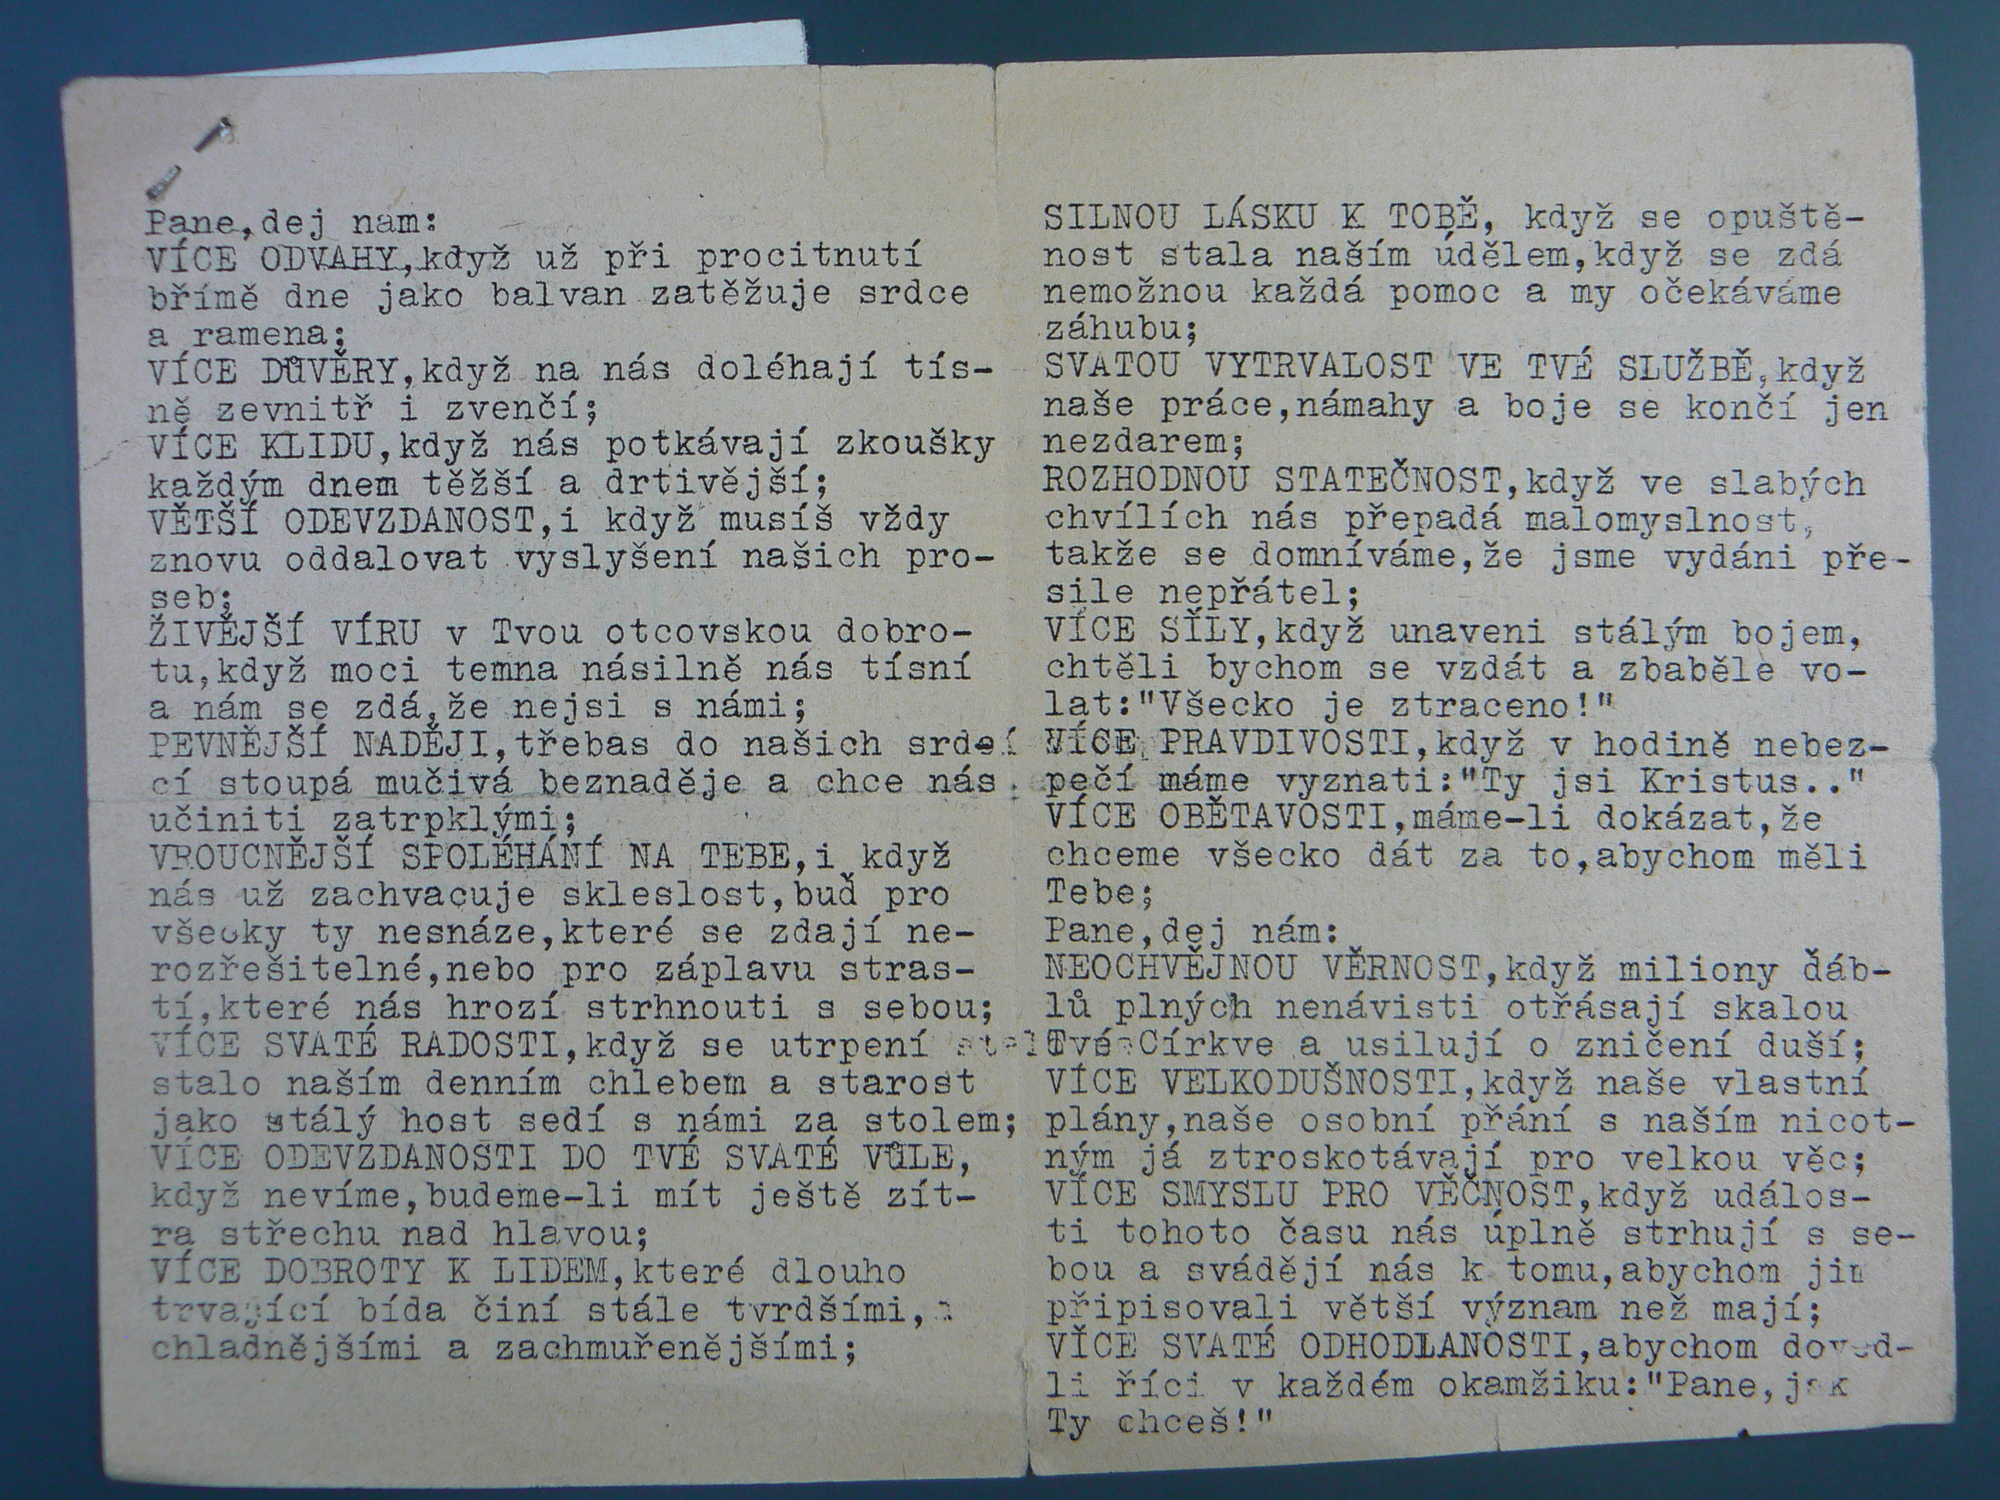 Pane,dej nam:
VÍCE ODVAHY,když už při procitnutí
břímě dne jako balvan zatěžuje srdce
a ramena;
VÍCE DŮVĚRY,když na nás doléhají tís-
ně zevnitř i zvenčí;
VÍCE KLIDU,když nás potkávají zkoušky
každým dnem těžší a drtivější;
VĚTŠÍ ODEVZDANOST,i když musíš vždy
znovu oddalovat vyslyšení našich pro-
seb;
ŽIVĚJŠÍ VÍRU v Tvou otcovskou dobro-
tu,když moci temna násilně nás tísní
a nám se zdá,že nejsi s námi;
PEVNĚJŠÍ NADĚJI,třebas do našich srd
cí stoupá mučivá beznaděje a chce nás
učiniti zatrpklými;
VROUCNĚJŠÍ SPOLÉHÁNÍ NA TEBE,i když
nás už zachvacuje skleslost,buď pro
všecky ty nesnáze,které se zdají ne-
rozřešitelné,nebo pro záplavu stras-
tí,které nás hrozí strhnouti s sebou;
VÍCE SVATÉ RADOSTI,když se utrpení
stalo naším denním chlebem a starost
jako stálý host sedí s námi za stolem;
VÍCE ODEVZDANOSTI DO TVÉ SVATÉ VŮLE,
když nevíme,budeme-li mít ještě zít-
ra střechu nad hlavou;
VÍCE DOBROTY K LIDEM,které dlouho
trvající bída činí stále tvrdšími,
chladnějšími a zachmuřenějšími;
SILNOU LÁSKU K TOBĚ, když se opuště-
nost stala naším údělem,když se zdá
nemožnou každá pomoc a my očekáváme
záhubu;
SVATOU VYTRVALOST VE TVÉ SLUŽBĚ,když
naše práce,námahy a boje se končí jen
nezdarem;
ROZHODNOU STATEČNOST,když ve slabých
chvílích nás přepadá malomyslnost,
takže se domníváme,že jsme vydáni pře-
sile nepřátel;
VÍCE SÍLY,když unaveni stálým bojem,
chtěli bychom se vzdát a zbaběle vo-
lat:"Všecko je ztraceno!"
VÍCE PRAVDIVOSTI,když v hodině nebez-
pečí máme vyznati:"Ty jsi Kristus.."
VÍCE OBĚTAVOSTI,máme-li dokázat,že
chceme všecko dát za to,abychom měli
Tebe;
Pane,dej nám:
NEOCHVĚJNOU VĚRNOST,když miliony ďáb-
lů plných nenávisti otřásají skalou
Tvé Církve a usilují o zničení duší;
VÍCE VELKODUŠNOSTI,když naše vlastní
plány,naše osobní přání s naším nicot-
ným já ztroskotávají pro velkou věc;
VÍCE SMYSLU PRO VĚČNOST,když událos-
ti tohoto času nás úplně strhují s se-
bou a svádějí nás k tomu,abychom jim
připisovali větší význam než mají;
VÍCE SVATÉ ODHODLANOSTI,abychom doved-
li říci v každém okamžiku:"Pane,jak
Ty chceš!"